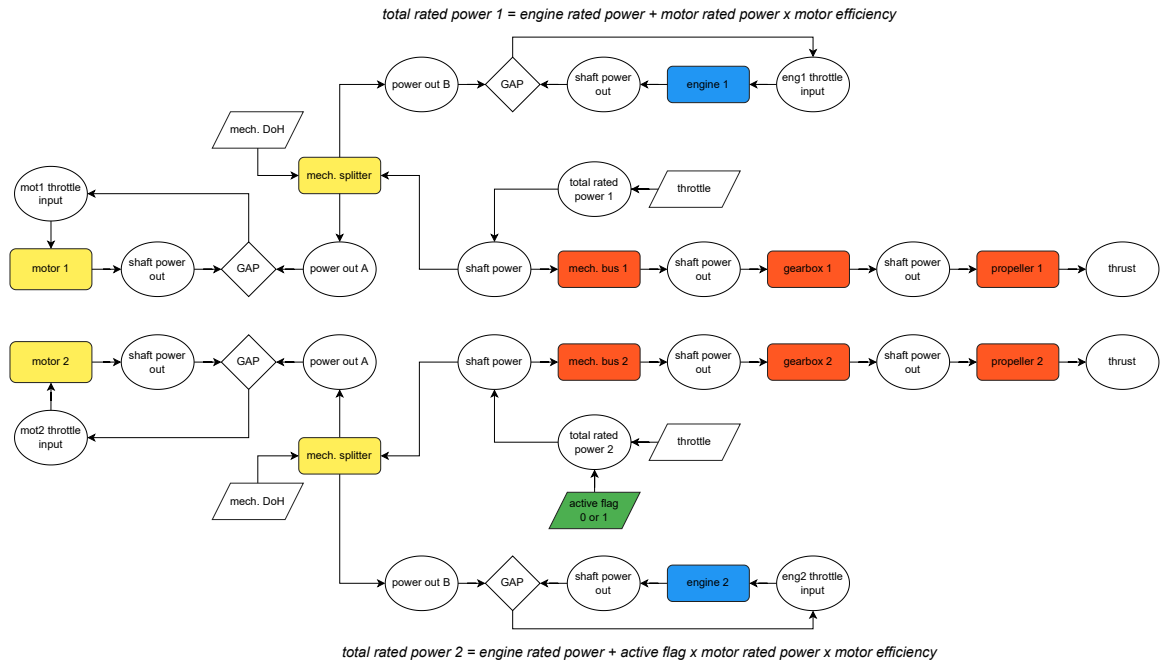 total rated power 1 = engine rated power + motor rated power x motor efficiency
power out B
GAP
shaft power
out
engine 1
eng1 throttle
input
mech. DoH
mech. splitter
mot1 throttle
input
total rated
power 1
throttle
motor 1
shaft power
out
GAP
power out A
shaft power
mech. bus 1
shaft power
out
gearbox 1
shaft power
out
propeller 1
thrust
motor 2
shaft power
out
GAP
power out A
shaft power
mech. bus 2
shaft power
out
gearbox 2
shaft power
out
propeller 2
thrust
mot2 throttle
input
mech. splitter
total rated
power 2
throttle
mech. DoH
active flag
0 or 1
power out B
GAP
shaft power
out
engine 2
eng2 throttle
input
total rated power 2 = engine rated power + active flag x motor rated power x motor efficiency